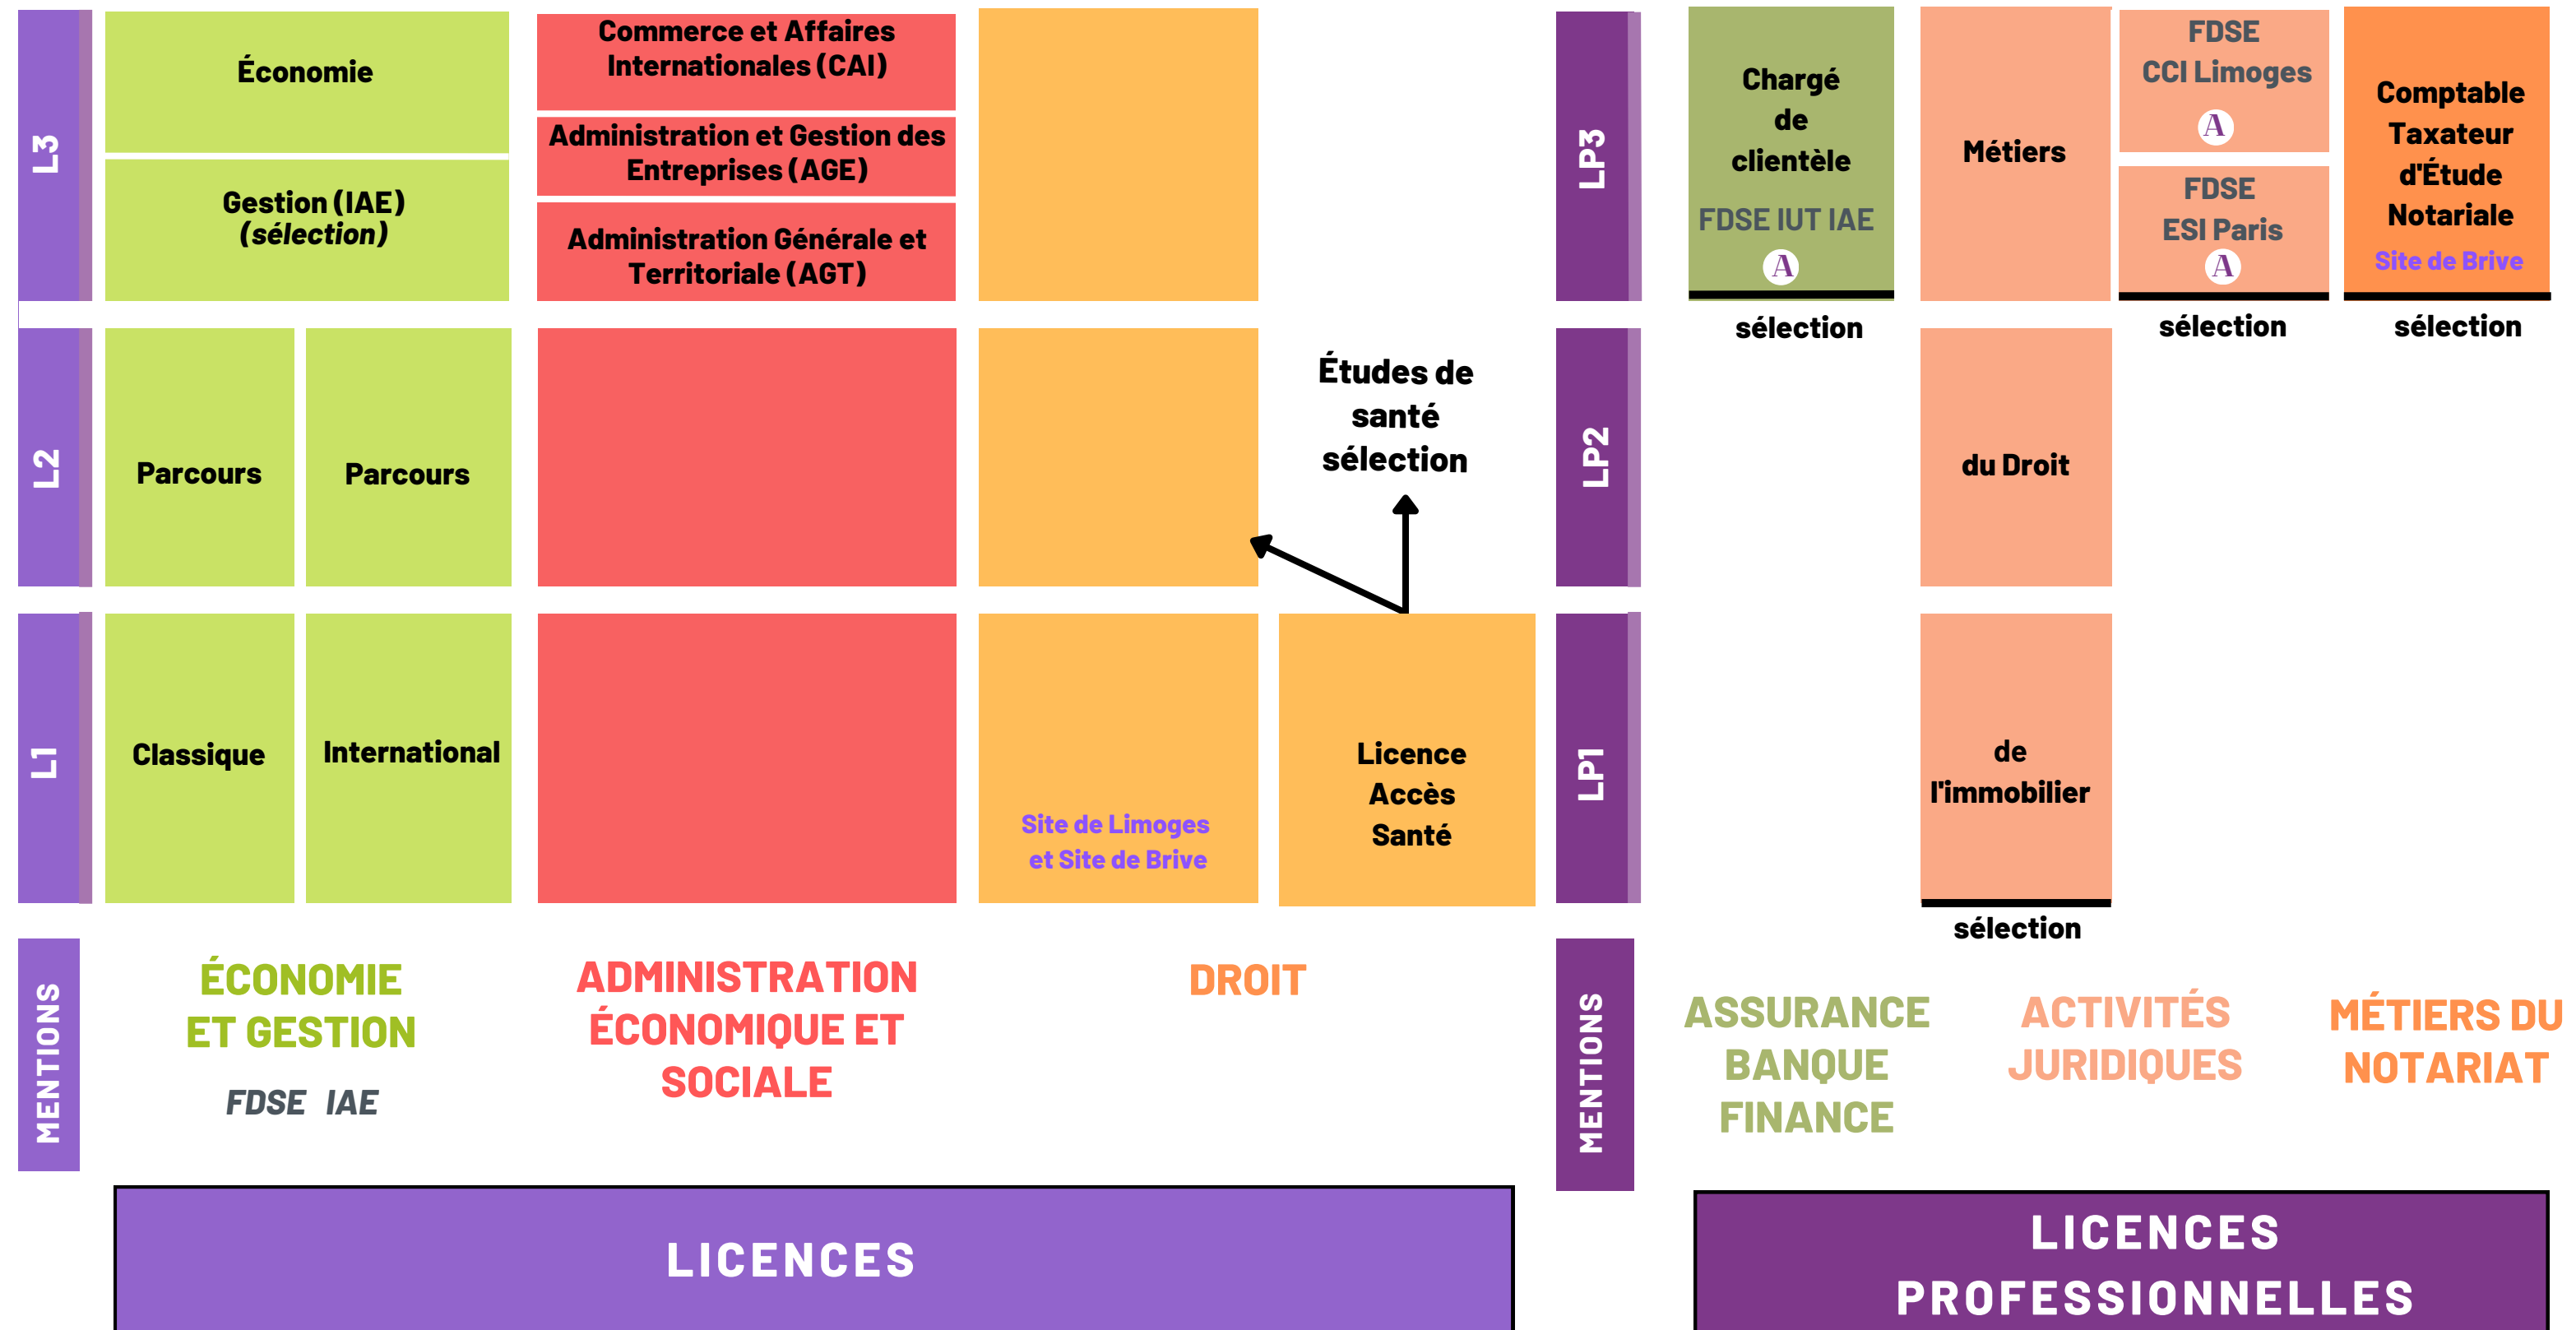 L3
Économie
Gestion (IAE)
(sélection)
Commerce et Affaires
Internationales (CAI)
Administration et Gestion des
Entreprises (AGE)
Administration Générale et
Territoriale (AGT)
L2
Parcours
Parcours
Études de
santé
sélection
L1
Classique
International
Site de Limoges
et Site de Brive
Licence
Accès
Santé
MENTIONS
ÉCONOMIE
ET GESTION
FDSE IAE
ADMINISTRATION
ÉCONOMIQUE ET
SOCIALE
DROIT
LICENCES
LP3
Chargé
de
clientèle
FDSE IUT IAE
A
sélection
Métiers
FDSE
CCI Limoges
A
FDSE
ESI Paris
A
sélection
Comptable
Taxateur
d'Étude
Notariale
Site de Brive
sélection
LP2
du Droit
LP1
de
l'immobilier
sélection
MENTIONS
ASSURANCE
BANQUE
FINANCE
ACTIVITÉS
JURIDIQUES
MÉTIERS DU
NOTARIAT
LICENCES
PROFESSIONNELLES